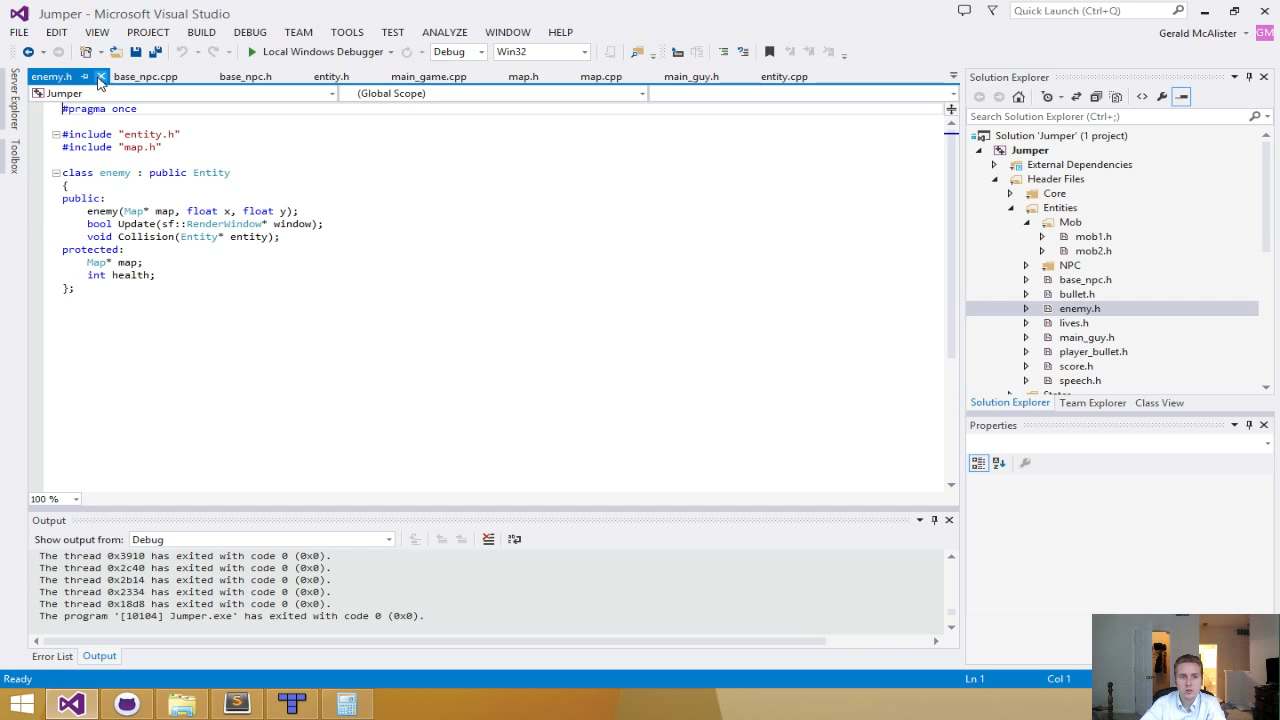 Jumper - Microsoft Visual Studio
Quick Launch (Ctrl+Q)
FILE EDIT VIEW PROJECT BUILD DEBUG TEAM TOOLS TEST ANALYZE WINDOW HELP
Gerald McAlister GM
Local Windows Debugger Debug Win32
Server Explorer
Toolbox
enemy.h base_npc.cpp base_npc.h entity.h main_game.cpp map.h map.cpp main_guy.h entity.cpp
Jumper (Global Scope)
#pragma once
#include "entity.h"
#include "map.h"
class enemy : public Entity
{
public:
enemy(Map* map, float x, float y);
bool Update(sf::RenderWindow* window);
void Collision(Entity* entity);
protected:
Map* map;
int health;
};
100 %
Solution Explorer
Search Solution Explorer (Ctrl+;)
Solution 'Jumper' (1 project)
Jumper
External Dependencies
Header Files
Core
Entities
Mob
mob1.h
mob2.h
NPC
base_npc.h
bullet.h
enemy.h
lives.h
main_guy.h
player_bullet.h
score.h
speech.h
Solution Explorer Team Explorer Class View
Properties
Output
Show output from: Debug
The thread 0x3910 has exited with code 0 (0x0).
The thread 0x2c40 has exited with code 0 (0x0).
The thread 0x2b14 has exited with code 0 (0x0).
The thread 0x2334 has exited with code 0 (0x0).
The thread 0x18d8 has exited with code 0 (0x0).
The program '[10104] Jumper.exe' has exited with code 0 (0x0).
Error List Output
Ready Ln 1 Col 1